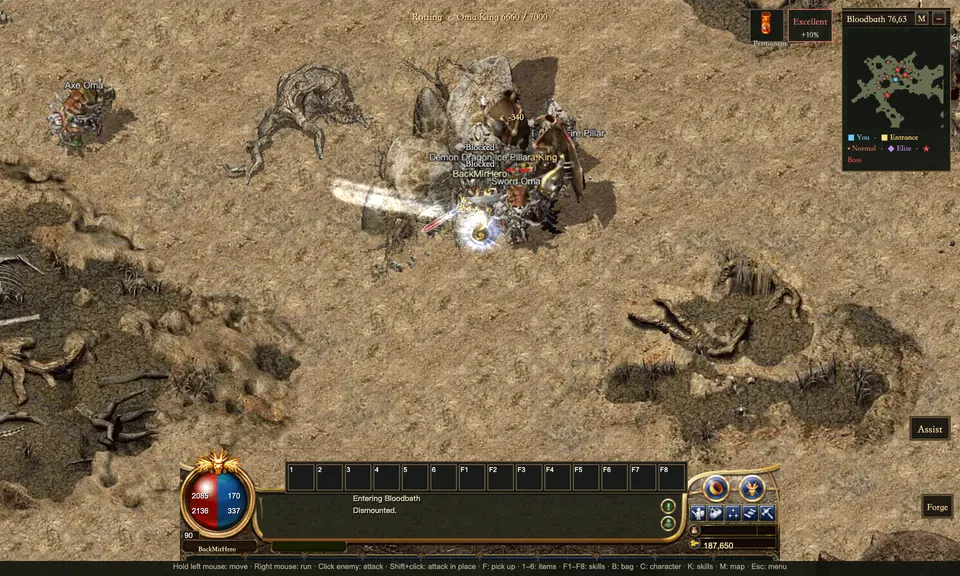 Rotting · Oma King 6660 / 7000
Permanent
Excellent
+10%
Bloodbath 76,63
M
−
You · Entrance
Normal · Elite ·
Boss
Axe Oma
-340
Fire Pillar
Blocked
Demon Dragon Ice Pillar
King
Blocked
BackMirHero
Sword Oma
Assist
Forge
1 2 3 4 5 6 F1 F2 F3 F4 F5 F6 F7 F8
Entering Bloodbath
Dismounted.
2085 170
2136 337
90
BackMirHero
187,650
Hold left mouse: move · Right mouse: run · Click enemy: attack · Shift+click: attack in place · F: pick up · 1–6: items · F1–F8: skills · B: bag · C: character · K: skills · M: map · Esc: menu